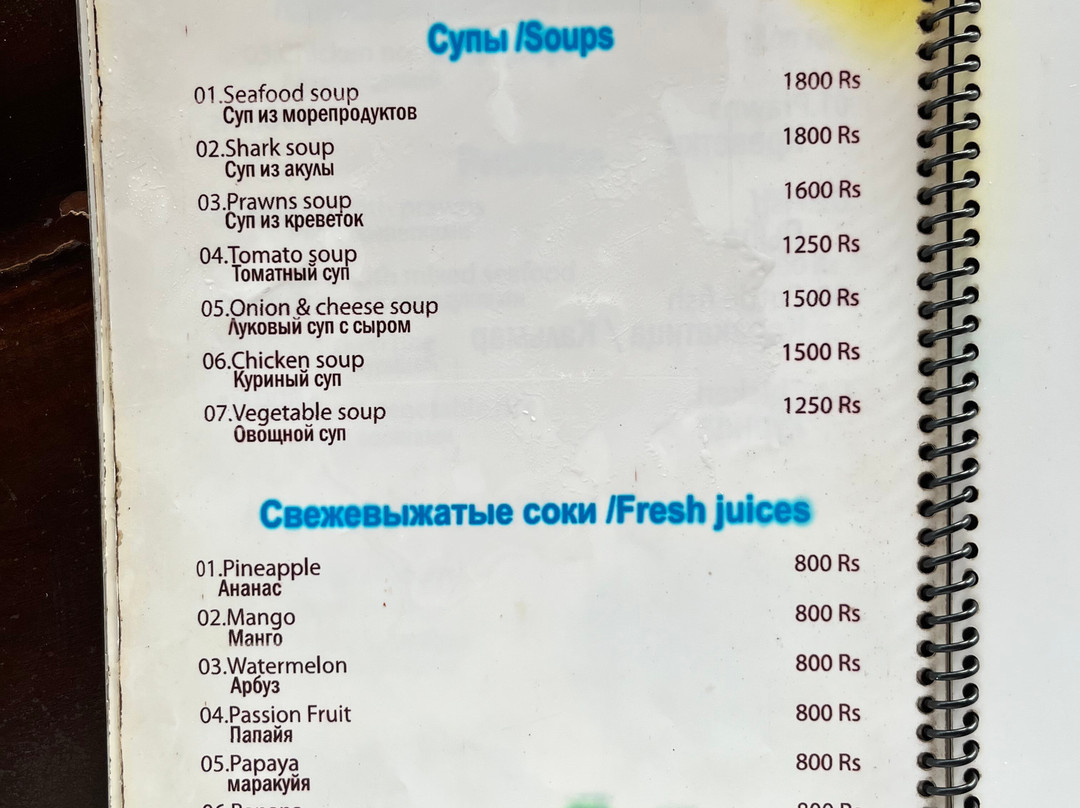 Супы /Soups
01.Seafood soup 1800 Rs
Суп из морепродуктов
02.Shark soup 1800 Rs
Суп из акулы
03.Prawns soup 1600 Rs
Суп из креветок
04.Tomato soup 1250 Rs
Томатный суп
05.Onion & cheese soup 1500 Rs
Луковый суп с сыром
06.Chicken soup 1500 Rs
Куриный суп
07.Vegetable soup 1250 Rs
Овощной суп
Свежевыжатые соки /Fresh juices
01.Pineapple 800 Rs
Ананас
02.Mango 800 Rs
Манго
03.Watermelon 800 Rs
Арбуз
04.Passion Fruit 800 Rs
Папайя
05.Papaya 800 Rs
маракуйя